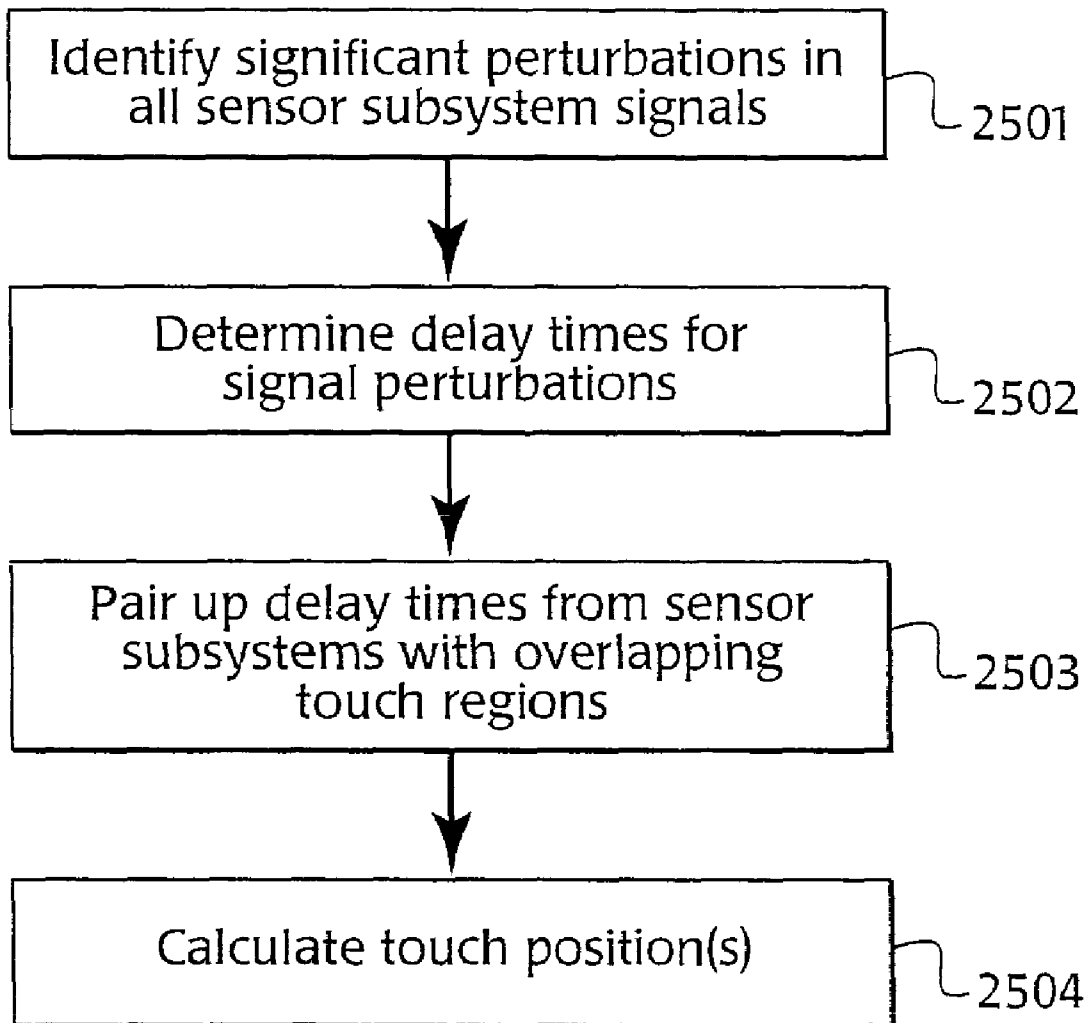 Identify significant perturbations in
all sensor subsystem signals
2501
Determine delay times for
signal perturbations
2502
Pair up delay times from sensor
subsystems with overlapping
touch regions
2503
Calculate touch position(s)
2504